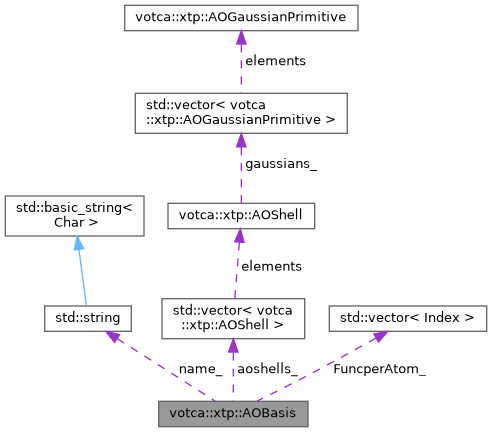 votca::xtp::AOGaussianPrimitive
elements
std::vector< votca
::xtp::AOGaussianPrimitive >
gaussians_
std::basic_string<
Char >
votca::xtp::AOShell
elements
std::string
std::vector< votca
::xtp::AOShell >
std::vector< Index >
name_
aoshells_
FuncperAtom_
votca::xtp::AOBasis